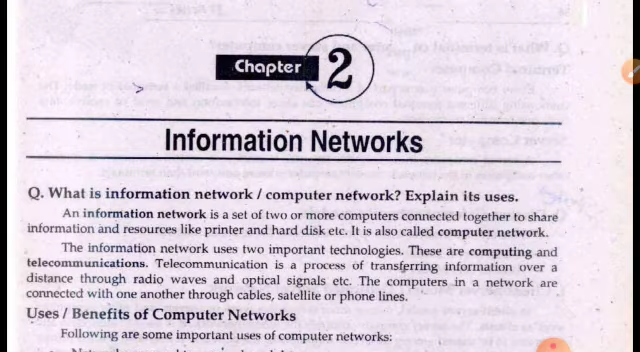 Chapter 2
Information Networks
Q. What is information network / computer network? Explain its uses.
An information network is a set of two or more computers connected together to share
information and resources like printer and hard disk etc. It is also called computer network.
The information network uses two important technologies. These are computing and
telecommunications. Telecommunication is a process of transferring information over a
distance through radio waves and optical signals etc. The computers in a network are
connected with one another through cables, satellite or phone lines.
Uses / Benefits of Computer Networks
Following are some important uses of computer networks: